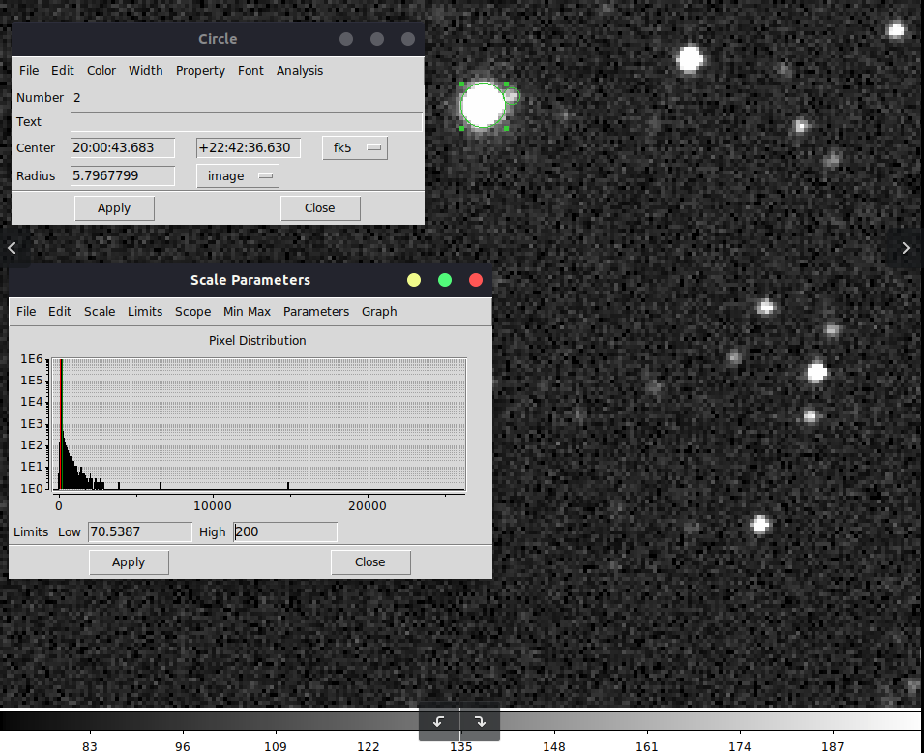 Circle
File Edit Color Width Property Font Analysis
Number 2
Text
Center 20:00:43.683 +22:42:36.630 fk5
Radius 5.7967799 image
Apply Close
Scale Parameters
File Edit Scale Limits Scope Min Max Parameters Graph
Pixel Distribution
1E6
1E5
1E4
1E3
1E2
1E1
1E0
0 10000 20000
Limits Low 70.5387 High 200
Apply Close
83 96 109 122 135 148 161 174 187